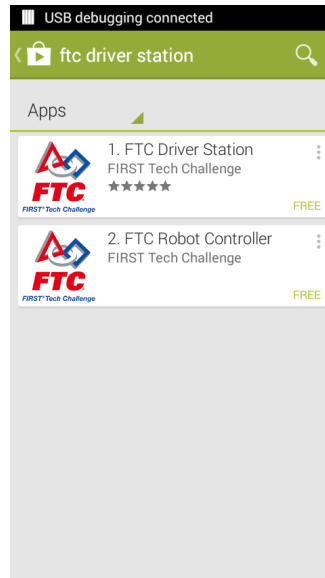 USB debugging connected
ftc driver station
Apps
1. FTC Driver Station
FIRST Tech Challenge
FREE
FTC
FIRST Tech Challenge
2. FTC Robot Controller
FIRST Tech Challenge
FREE
FTC
FIRST Tech Challenge